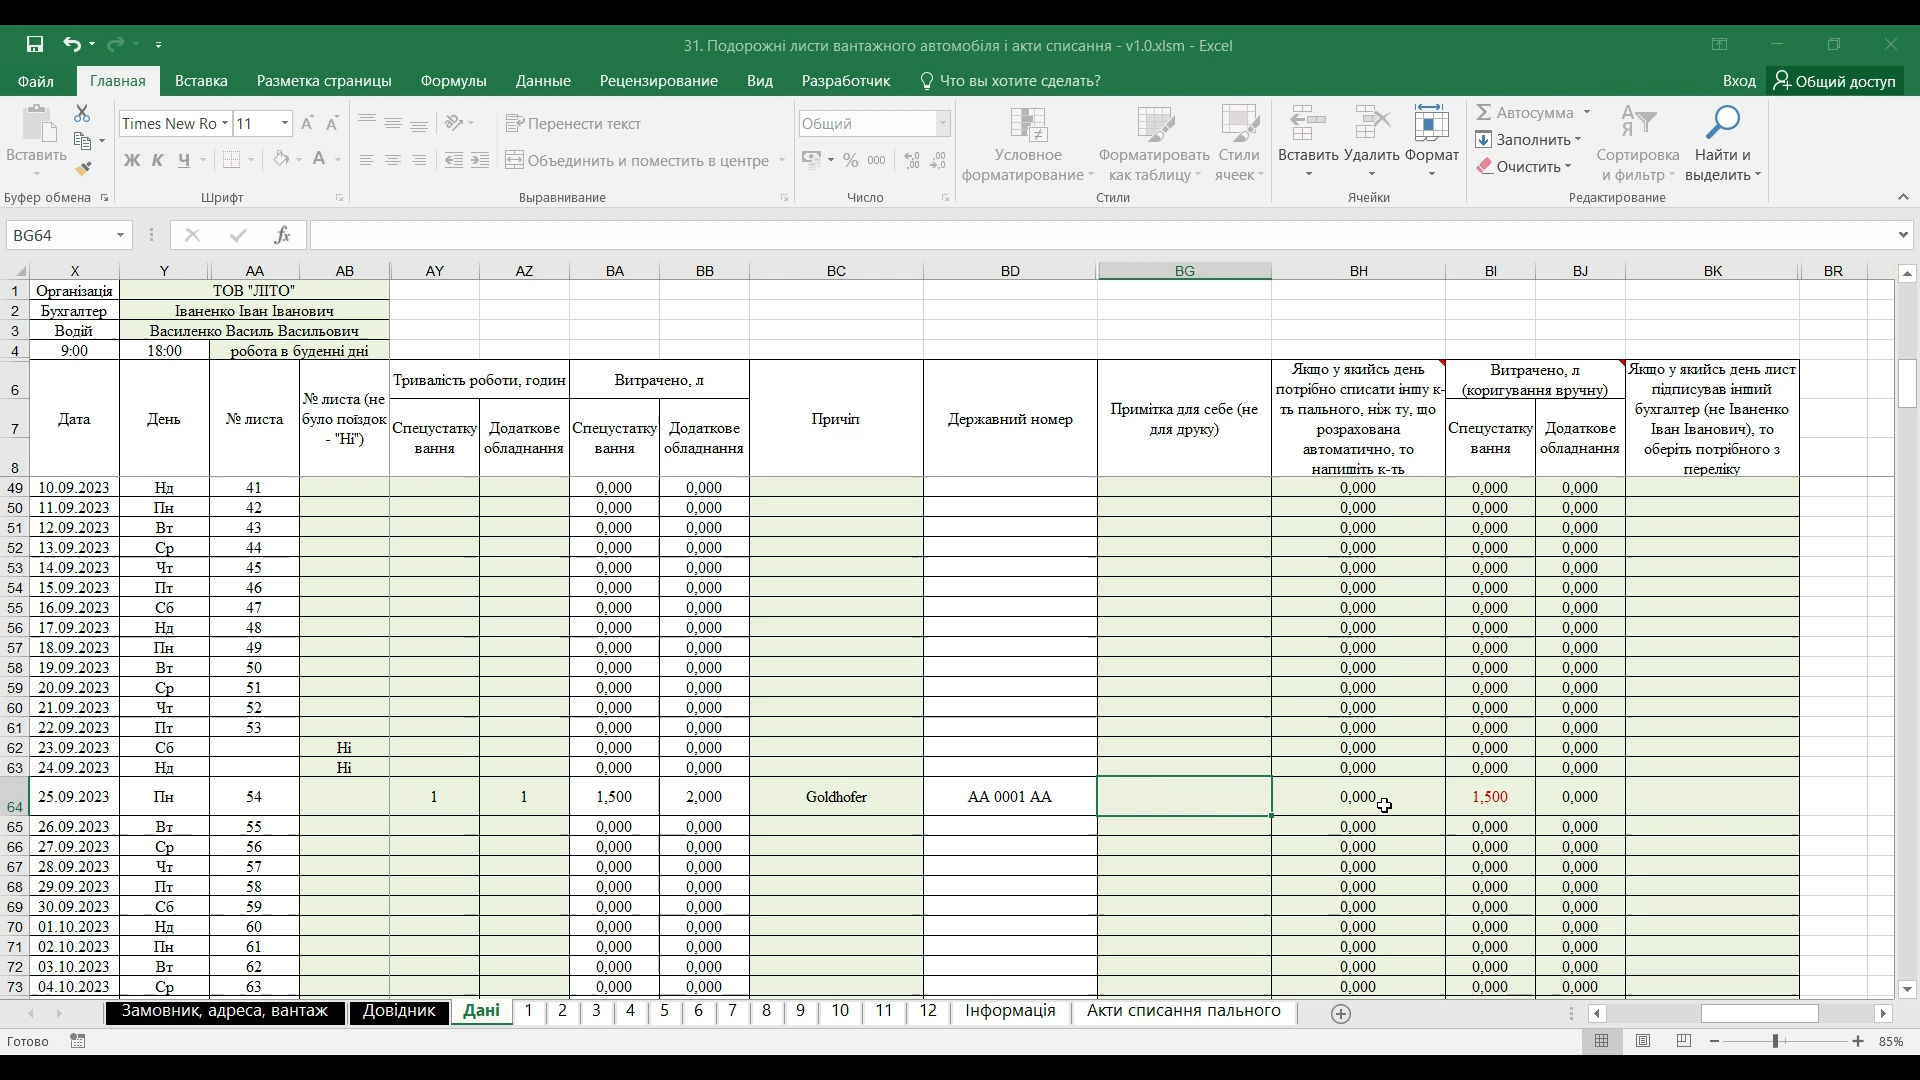 31. Подорожні листи вантажного автомобіля і акти списання - v1.0.xlsm - Excel
Файл Главная Вставка Разметка страницы Формулы Данные Рецензирование Вид Разработчик Что вы хотите сделать? Вход Общий доступ
Times New Ro 11 Перенести текст Общий Автосумма
Вставить Ж К Ч А Объединить и поместить в центре % 000 Условное форматирование Форматировать как таблицу Стили ячеек Вставить Удалить Формат Заполнить Очистить Сортировка и фильтр Найти и выделить
Буфер обмена Шрифт Выравнивание Число Стили Ячейки Редактирование
BG64 fx
X Y AA AB AY AZ BA BB BC BD BG BH BI BJ BK BR
1 Організація ТОВ "ЛІТО"
2 Бухгалтер Іваненко Іван Іванович
3 Водій Василенко Василь Васильович
4 9:00 18:00 робота в буденні дні
6 7 8
Дата
День
№ листа
№ листа (не було поїздок - "Ні")
Тривалість роботи, годин
Спецустаткування
Додаткове обладнання
Витрачено, л
Спецустаткування
Додаткове обладнання
Причіп
Державний номер
Примітка для себе (не для друку)
Якщо у якийсь день потрібно списати іншу к-ть пального, ніж ту, що розрахована автоматично, то напишіть к-ть
Витрачено, л (коригування вручну)
Спецустаткування
Додаткове обладнання
Якщо у якийсь день лист підписував інший бухгалтер (не Іваненко Іван Іванович), то оберіть потрібного з переліку
49 10.09.2023 Нд 41 0,000 0,000 0,000 0,000 0,000
50 11.09.2023 Пн 42 0,000 0,000 0,000 0,000 0,000
51 12.09.2023 Вт 43 0,000 0,000 0,000 0,000 0,000
52 13.09.2023 Ср 44 0,000 0,000 0,000 0,000 0,000
53 14.09.2023 Чт 45 0,000 0,000 0,000 0,000 0,000
54 15.09.2023 Пт 46 0,000 0,000 0,000 0,000 0,000
55 16.09.2023 Сб 47 0,000 0,000 0,000 0,000 0,000
56 17.09.2023 Нд 48 0,000 0,000 0,000 0,000 0,000
57 18.09.2023 Пн 49 0,000 0,000 0,000 0,000 0,000
58 19.09.2023 Вт 50 0,000 0,000 0,000 0,000 0,000
59 20.09.2023 Ср 51 0,000 0,000 0,000 0,000 0,000
60 21.09.2023 Чт 52 0,000 0,000 0,000 0,000 0,000
61 22.09.2023 Пт 53 0,000 0,000 0,000 0,000 0,000
62 23.09.2023 Сб Ні 0,000 0,000 0,000 0,000 0,000
63 24.09.2023 Нд Ні 0,000 0,000 0,000 0,000 0,000
64 25.09.2023 Пн 54 1 1 1,500 2,000 Goldhofer АА 0001 АА 0,000 1,500 0,000
65 26.09.2023 Вт 55 0,000 0,000 0,000 0,000 0,000
66 27.09.2023 Ср 56 0,000 0,000 0,000 0,000 0,000
67 28.09.2023 Чт 57 0,000 0,000 0,000 0,000 0,000
68 29.09.2023 Пт 58 0,000 0,000 0,000 0,000 0,000
69 30.09.2023 Сб 59 0,000 0,000 0,000 0,000 0,000
70 01.10.2023 Нд 60 0,000 0,000 0,000 0,000 0,000
71 02.10.2023 Пн 61 0,000 0,000 0,000 0,000 0,000
72 03.10.2023 Вт 62 0,000 0,000 0,000 0,000 0,000
73 04.10.2023 Ср 63 0,000 0,000 0,000 0,000 0,000
Замовник, адреса, вантаж Довідник Дані 1 2 3 4 5 6 7 8 9 10 11 12 Інформація Акти списання пального
Готово 85%